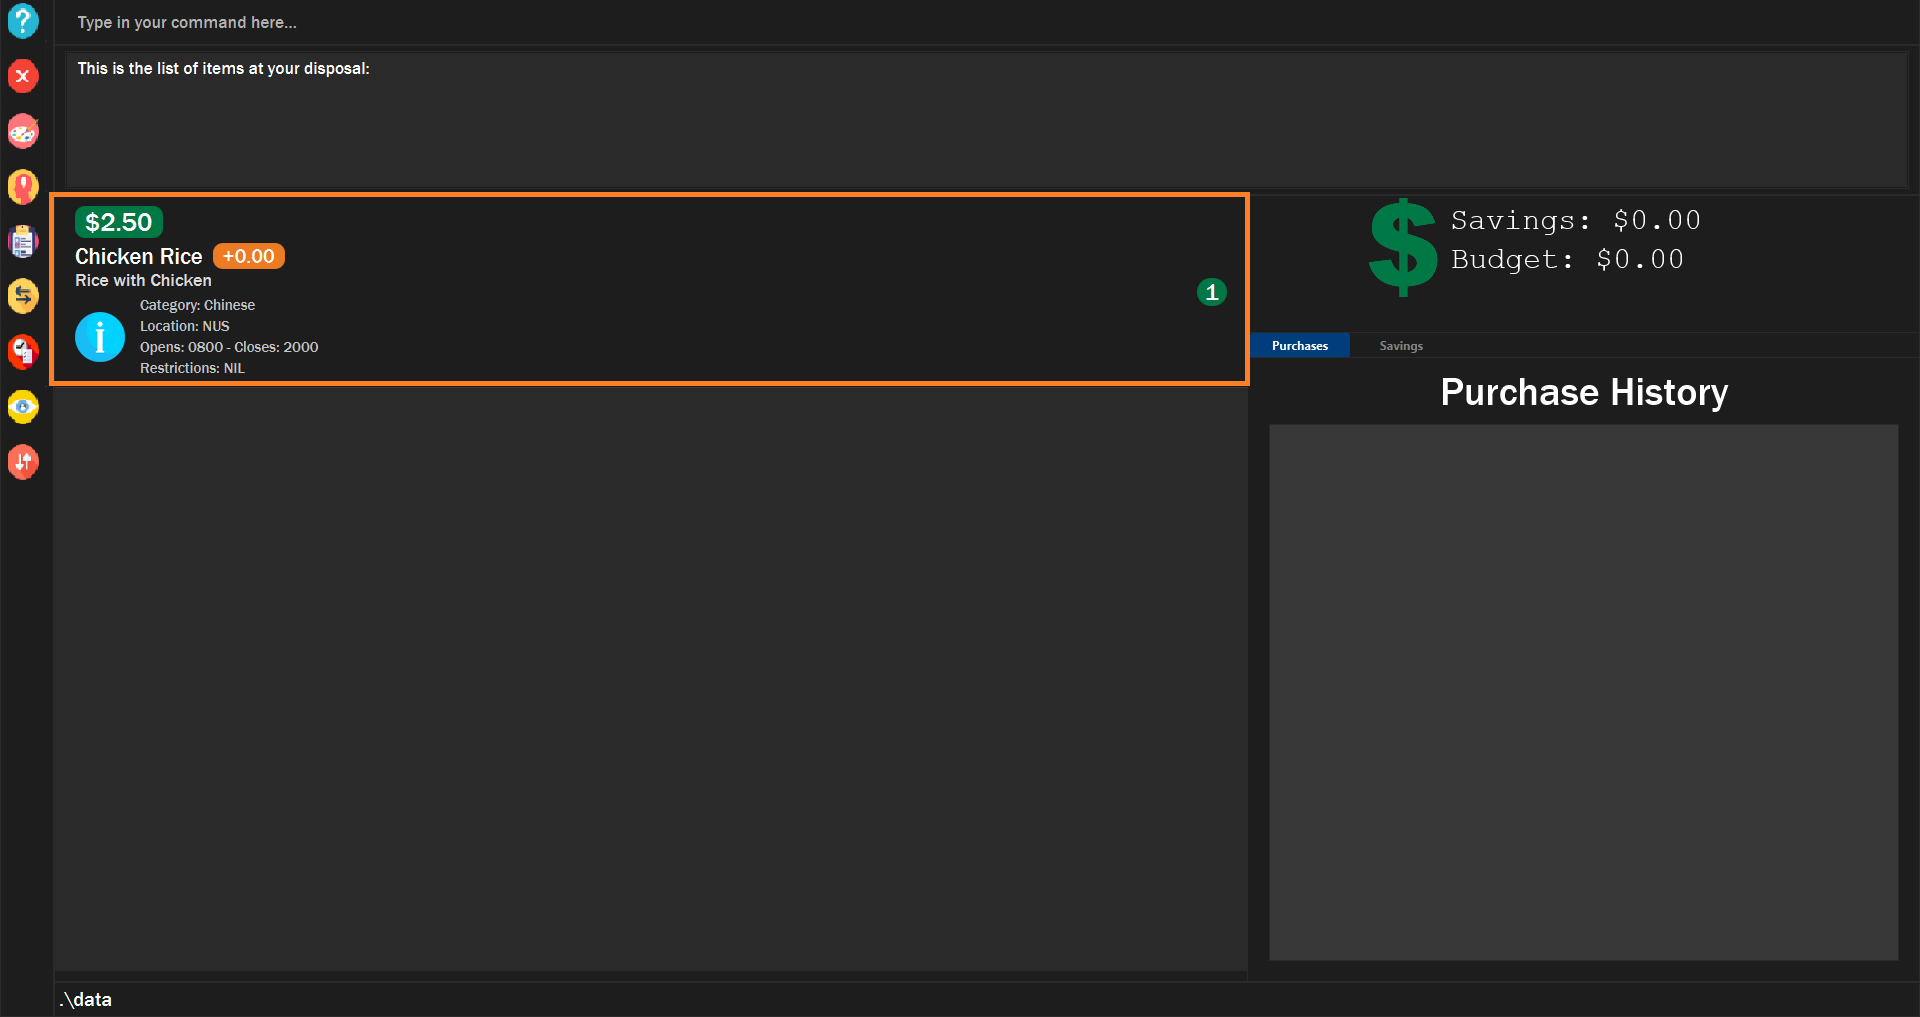 Type in your command here...
This is the list of items at your disposal:
$2.50
Chicken Rice +0.00
Rice with Chicken
Category: Chinese
Location: NUS
Opens: 0800 - Closes: 2000
Restrictions: NIL
1
$ Savings: $0.00
Budget: $0.00
Purchases Savings
Purchase History
.\data